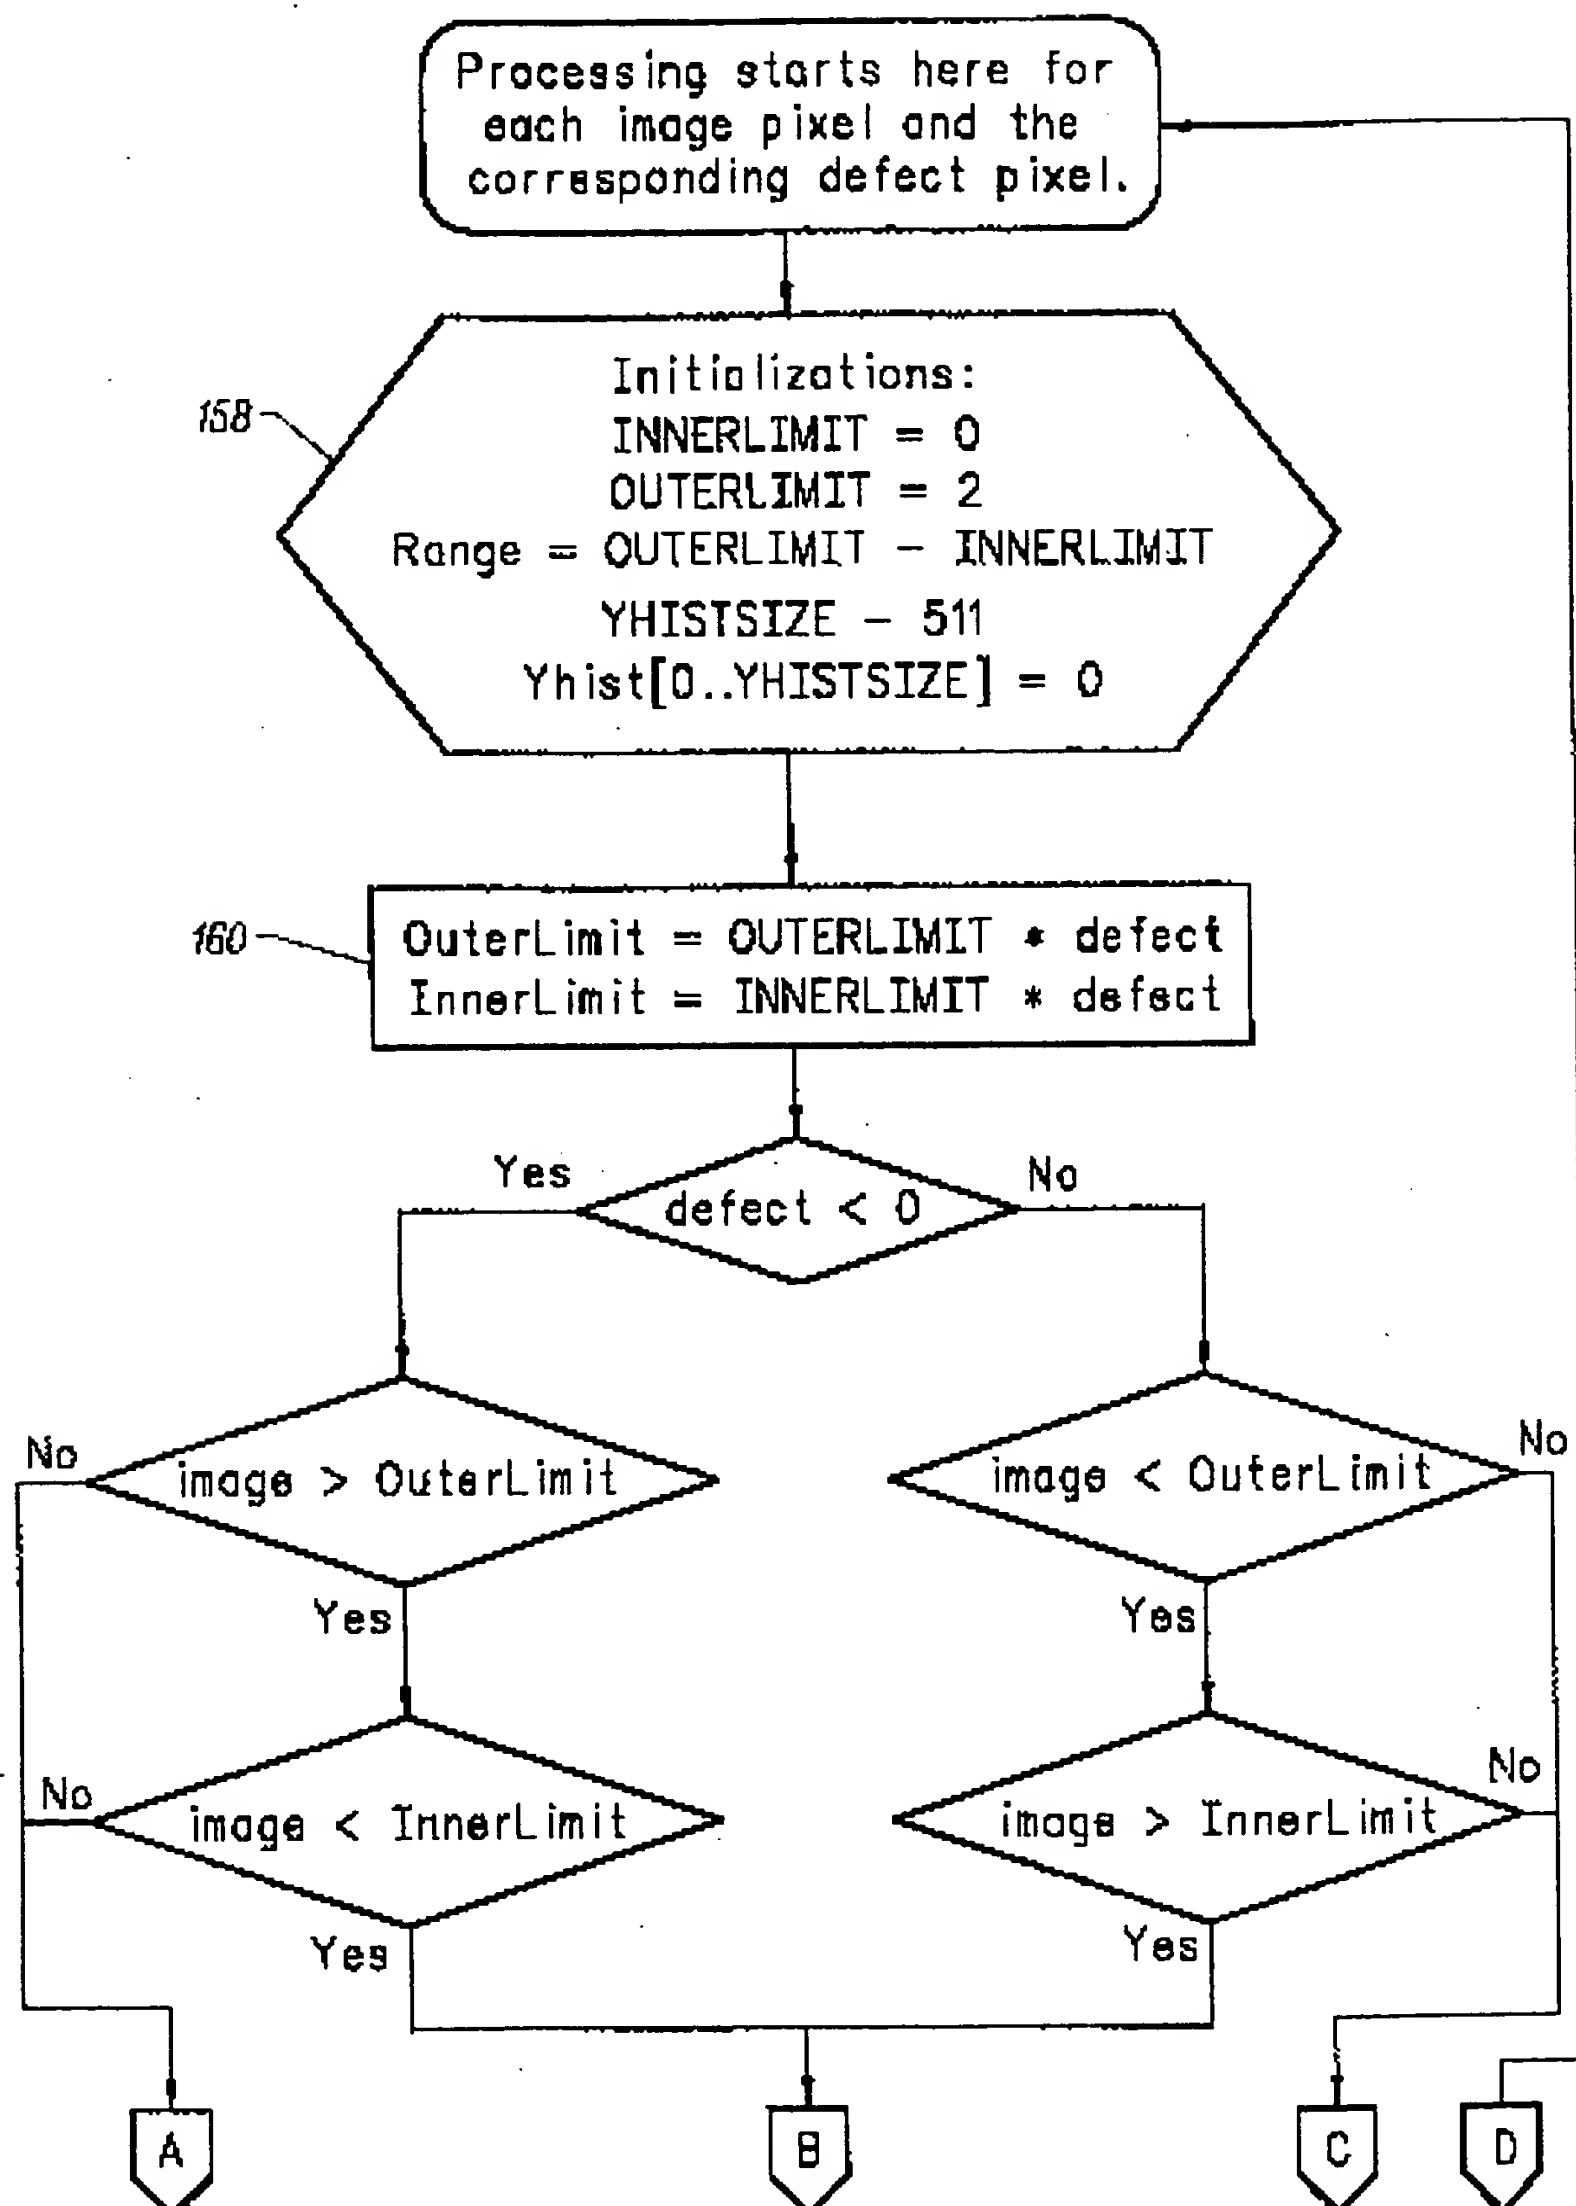 Processing starts here for
each image pixel and the
corresponding defect pixel.
158
Initializations:
INNERLIMIT = 0
OUTERLIMIT = 2
Range = OUTERLIMIT - INNERLIMIT
YHISTSIZE - 511
Yhist[0..YHISTSIZE] = 0
160
OuterLimit = OUTERLIMIT * defect
InnerLimit = INNERLIMIT * defect
Yes
No
defect < 0
No
image > OuterLimit
image < OuterLimit
No
Yes
Yes
No
image < InnerLimit
image > InnerLimit
No
Yes
Yes
A
B
C
D